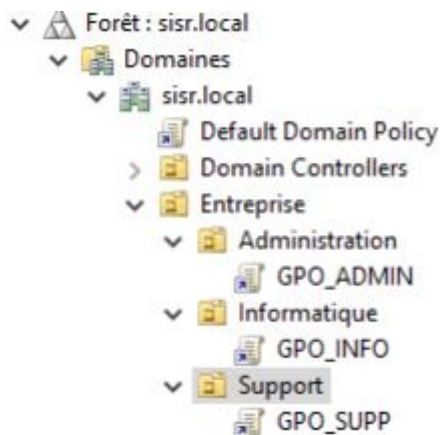 Forêt : sisr.local
Domaines
sisr.local
Default Domain Policy
Domain Controllers
Entreprise
Administration
GPO_ADMIN
Informatique
GPO_INFO
Support
GPO_SUPP